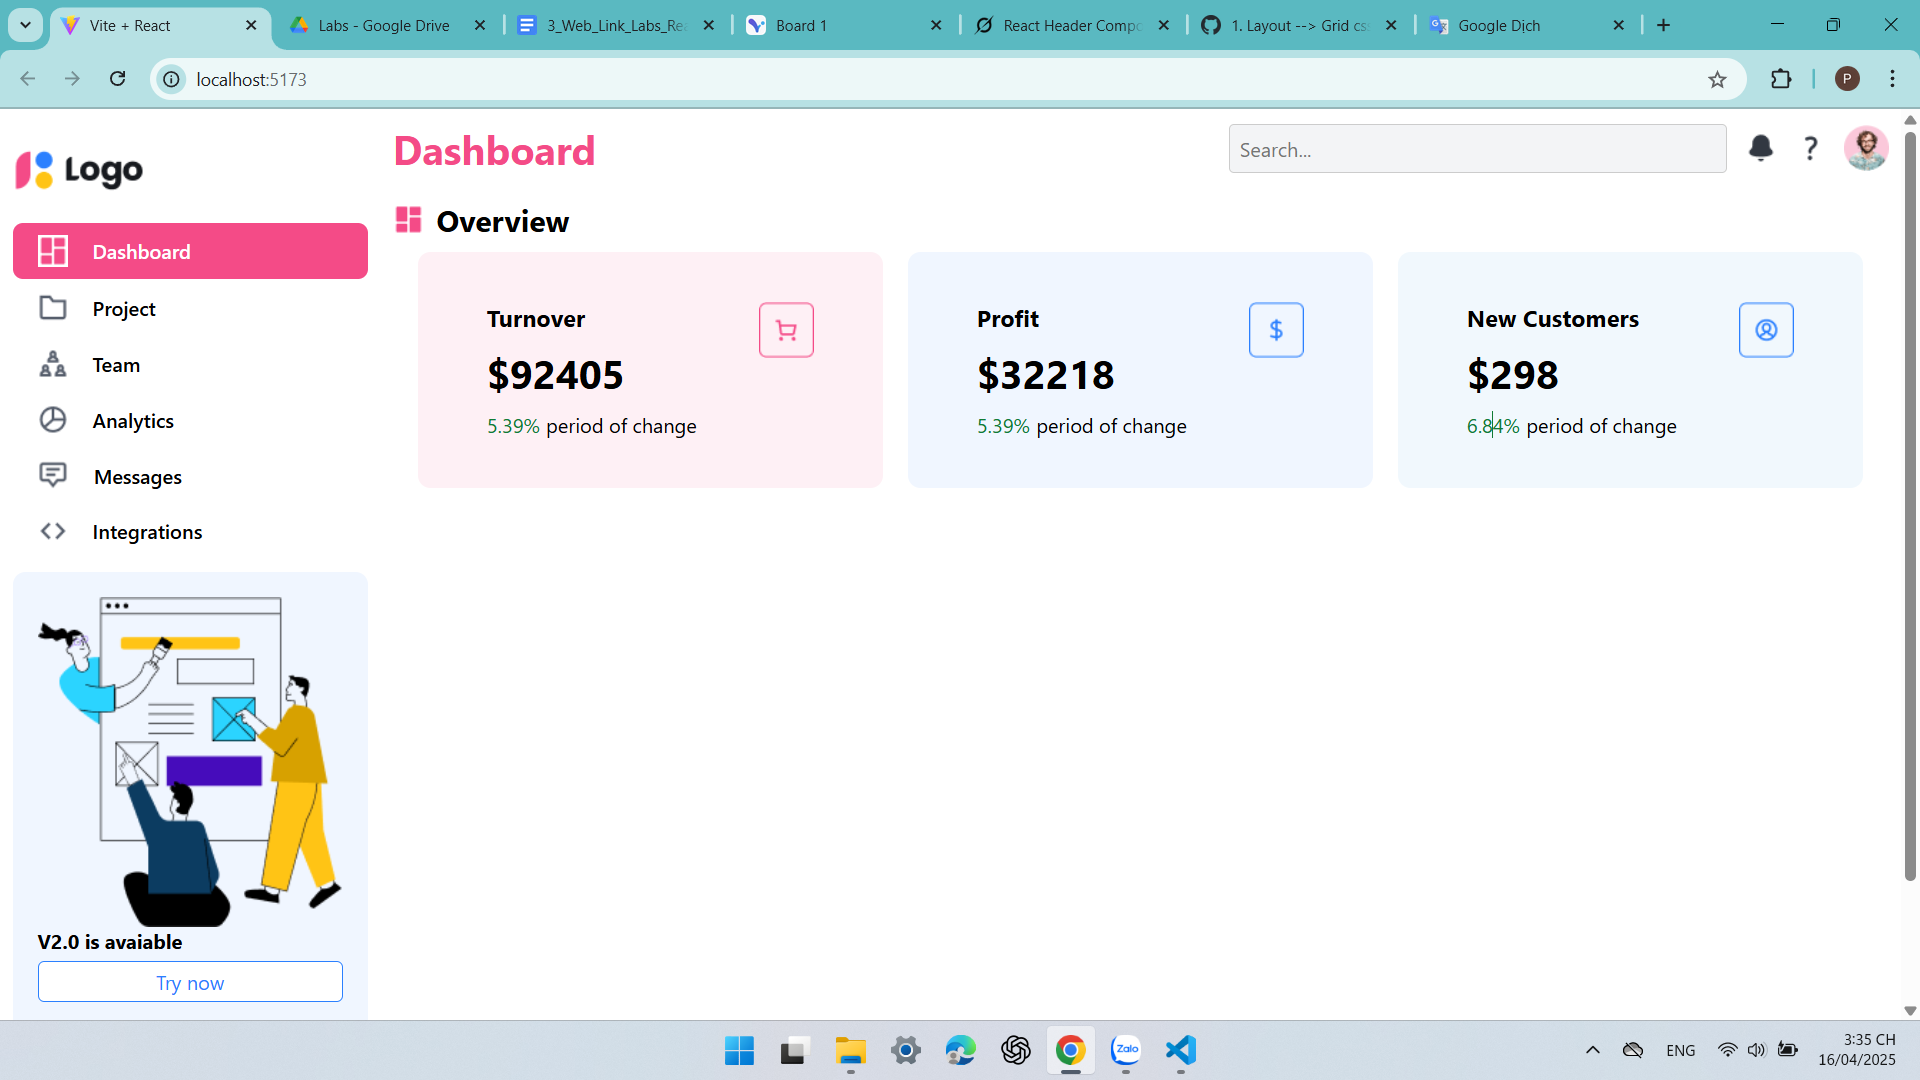 Vite + React
Labs - Google Drive
3_Web_Link_Labs_Re
Board 1
React Header Compo
1. Layout --> Grid css
Google Dịch
localhost:5173
P
Logo
Dashboard
Search...
?
Overview
Dashboard
Project
Team
Analytics
Messages
Integrations
Turnover
$92405
5.39% period of change
Profit
$
$32218
5.39% period of change
New Customers
$298
6.84% period of change
V2.0 is avaiable
Try now
Zalo
ENG
3:35 CH
16/04/2025